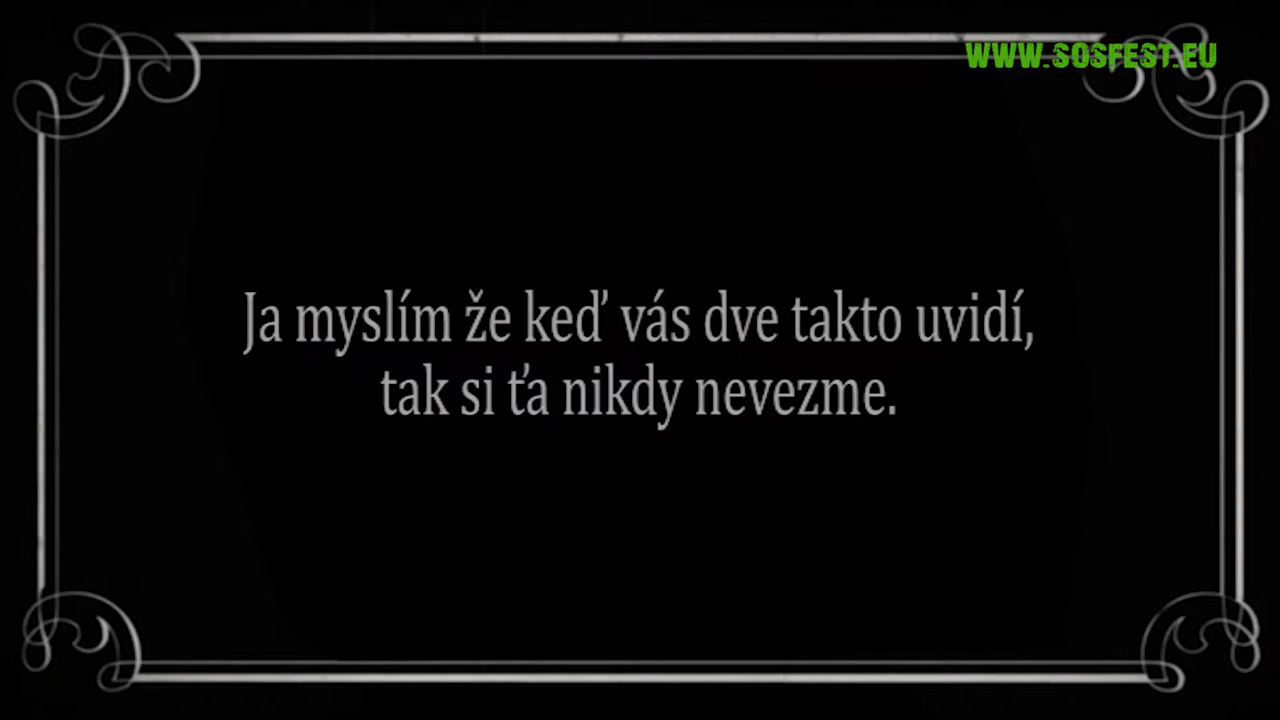 WWW.SOSFEST.EU
Ja myslím že keď vás dve takto uvidí,
tak si ťa nikdy nevezme.